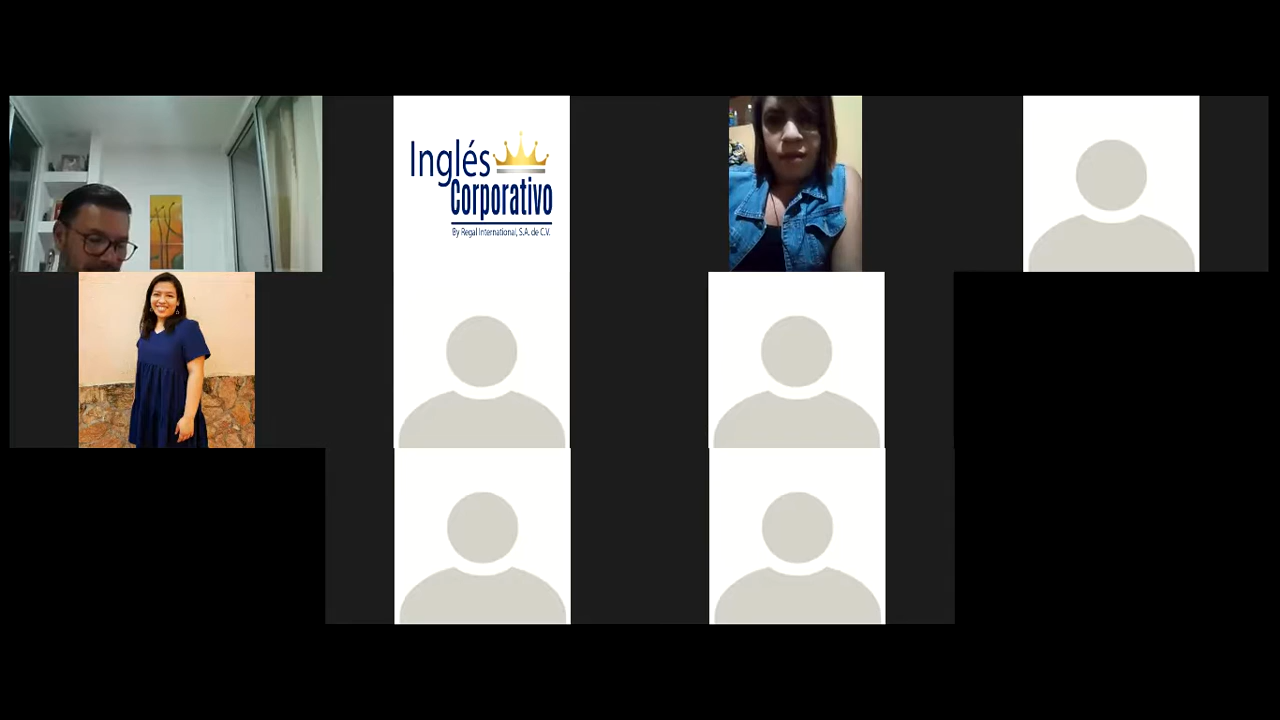 Inglés
Corporativo
By Regal International, S.A. de C.V.